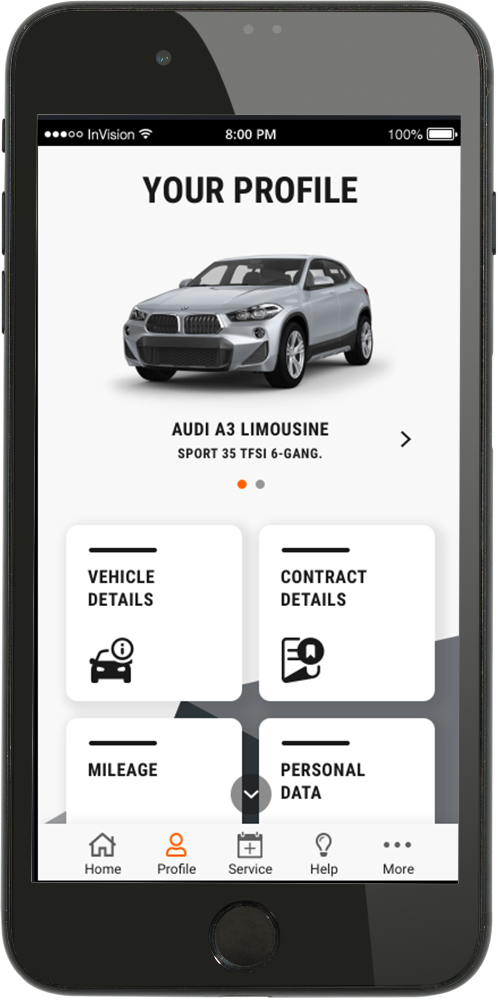 InVision 8:00 PM 100%
YOUR PROFILE
AUDI A3 LIMOUSINE
SPORT 35 TFSI 6-GANG.
VEHICLE
DETAILS
CONTRACT
DETAILS
MILEAGE
PERSONAL
DATA
Home Profile Service Help More